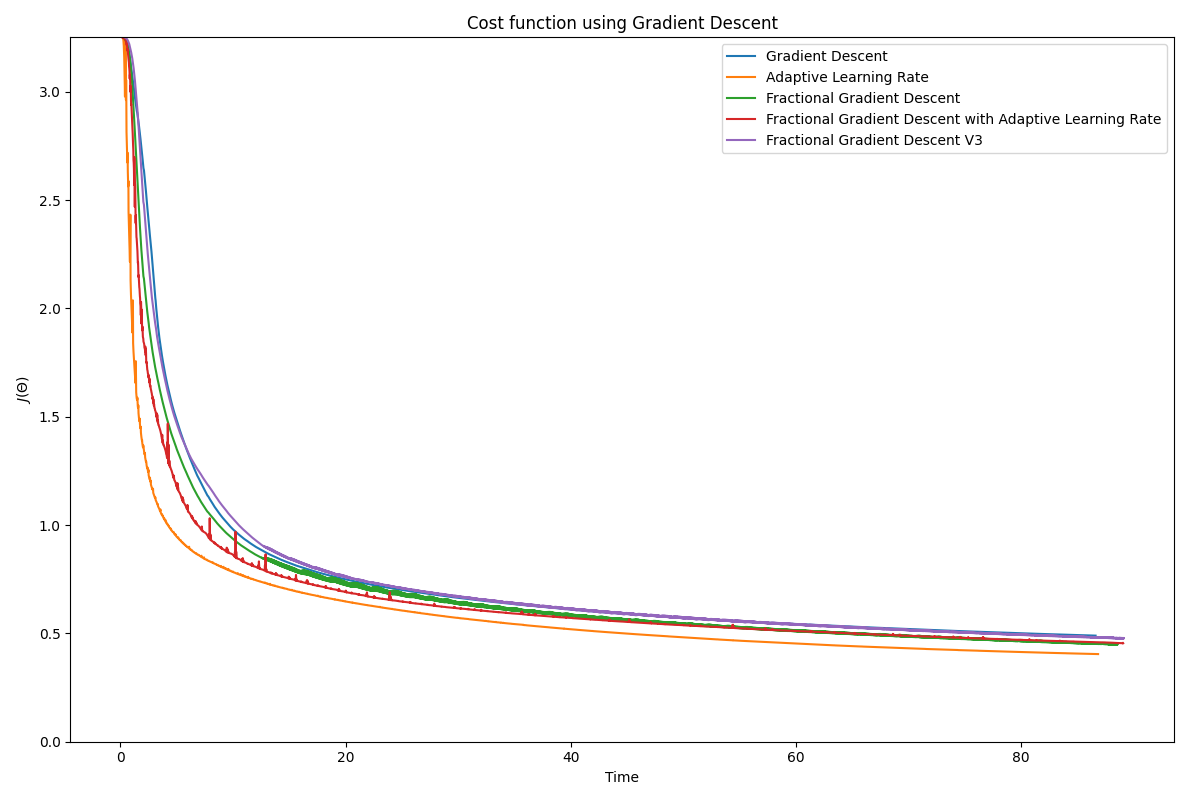 Cost function using Gradient Descent
Gradient Descent
Adaptive Learning Rate
Fractional Gradient Descent
Fractional Gradient Descent with Adaptive Learning Rate
Fractional Gradient Descent V3
3.0
2.5
2.0
1.5
1.0
0.5
0.0
J(Θ)
0 20 40 60 80
Time